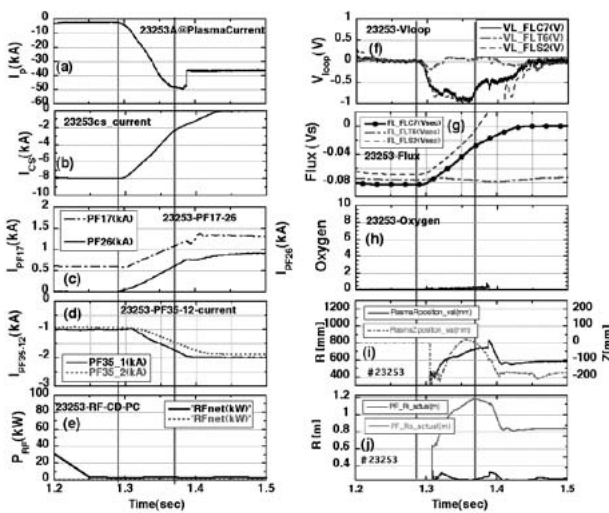 0
-10
-20
-30
-40
-50
-60
I_P(kA)
(a)
23253A@PlasmaCurrent
0
-2
-4
-6
-8
I_CS(kA)
23253cs_current
(b)
2
1.5
1
0.5
0
I_PF17(kA)
PF17(kA)
PF26(kA)
23253-PF17-26
(c)
I_PF26(kA)
0
-1
-2
I_PF35-12(kA)
(d)
23253-PF35-12-current
PF35_1(kA)
PF35_2(kA)
100
80
60
40
20
0
P_RF(kW)
23253-RF-CD-PC
(e)
'RFnet(kW)'
'RFnet(kW)'
1.2 1.3 1.4 1.5
Time(sec)
1
0.5
0
-0.5
-1
V_loop(V)
(f)
23253-Vloop
VL_FLC7(V)
VL_FLT6(V)
VL_FLS2(V)
0
-0.04
-0.08
Flux (Vs)
FL_FLC7(Vsec)
FL_FLT6(Vsec)
FL_FLS2(Vsec)
(g)
23253-Flux
10
8
6
4
2
0
Oxygen
23253-Oxygen
(h)
1200
1000
800
600
400
R[mm]
PlasmaRpositon_val(mm)
PlasmaZpositon_val(mm)
(i)
#23253
200
100
0
-100
-200
Z[mm]
1.2
1
0.8
0.6
0.4
R[m]
PF_Ri_actual(m)
PF_Ro_actual(m)
(j)
#23253
1.2 1.3 1.4 1.5
Time(sec)